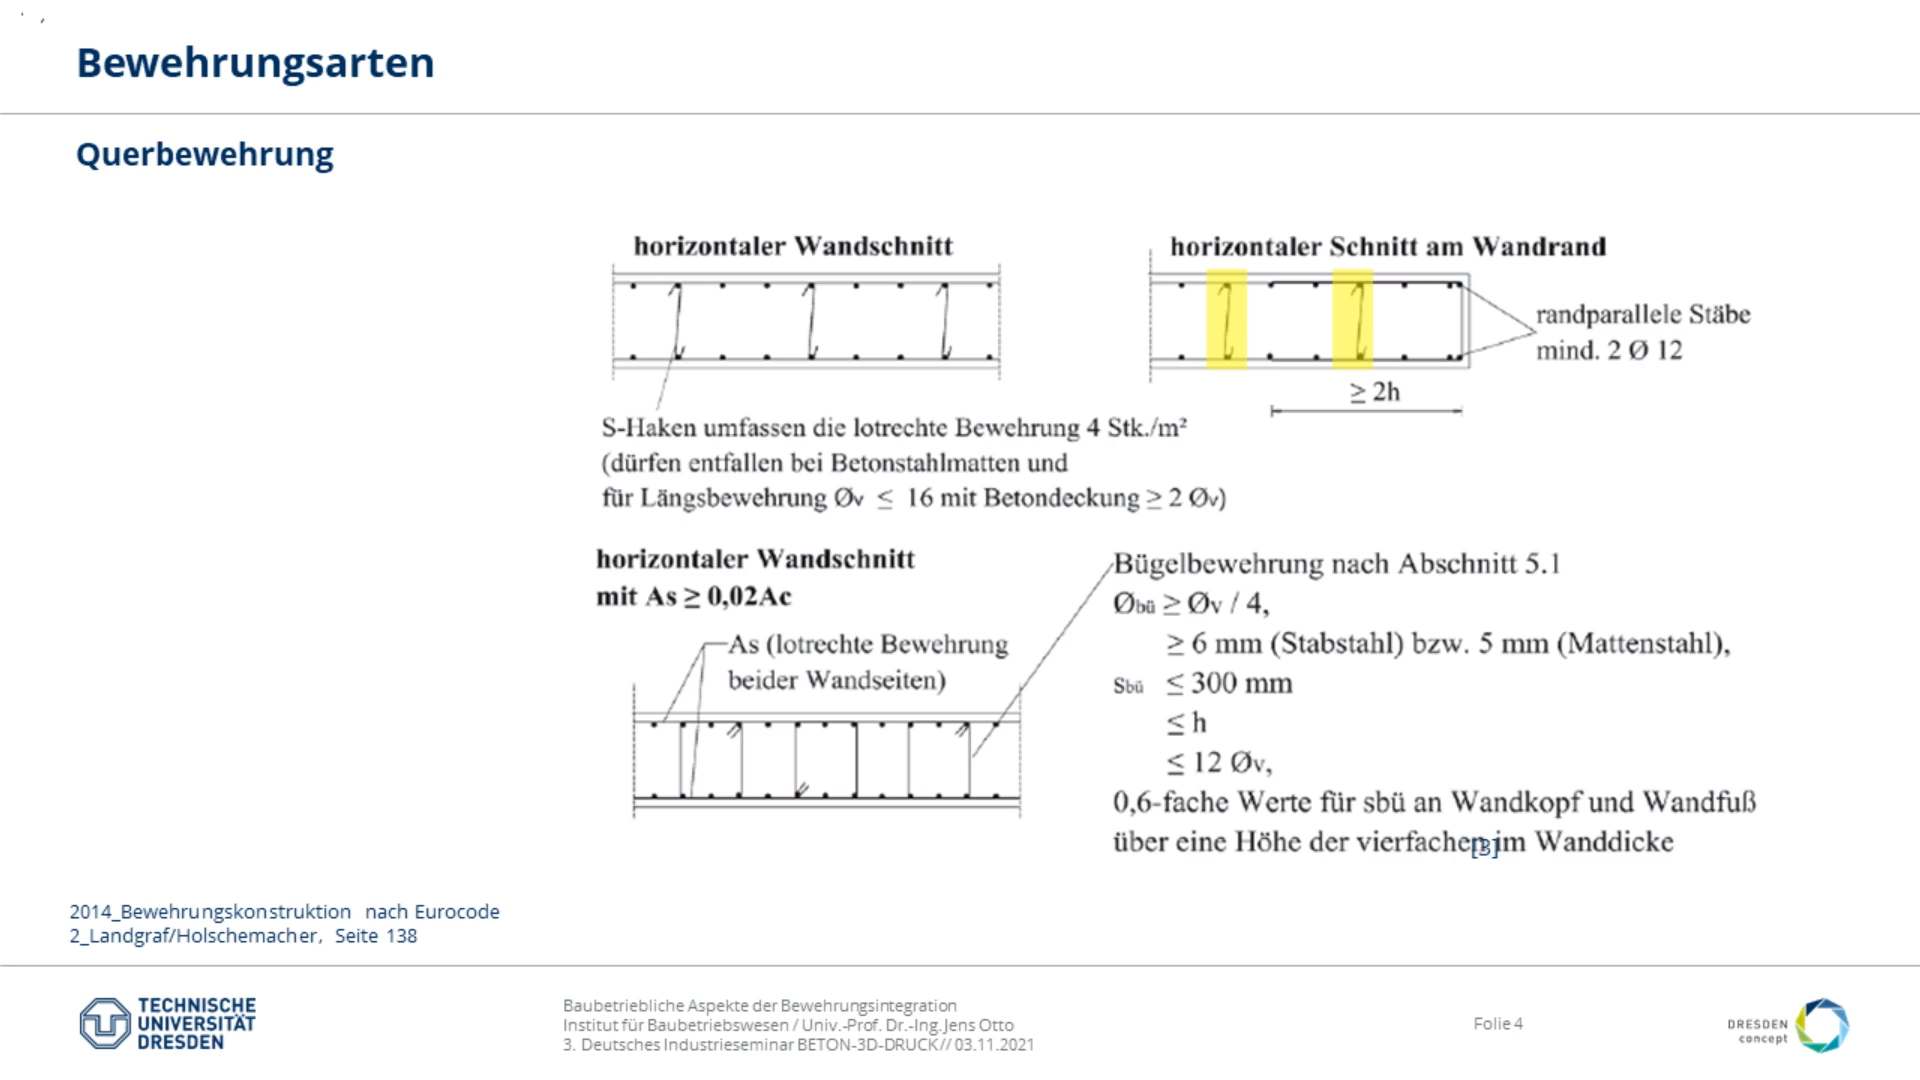 Bewehrungsarten
Querbewehrung
horizontaler Wandschnitt
horizontaler Schnitt am Wandrand
randparallele Stäbe
mind. 2 Ø 12
≥ 2h
S-Haken umfassen die lotrechte Bewehrung 4 Stk./m²
(dürfen entfallen bei Betonstahlmatten und
für Längsbewehrung Øv ≤ 16 mit Betondeckung ≥ 2 Øv)
horizontaler Wandschnitt
mit As ≥ 0,02Ac
As (lotrechte Bewehrung
beider Wandseiten)
Bügelbewehrung nach Abschnitt 5.1
Øbü ≥ Øv / 4,
≥ 6 mm (Stabstahl) bzw. 5 mm (Mattenstahl),
Sbü ≤ 300 mm
≤ h
≤ 12 Øv,
0,6-fache Werte für sbü an Wandkopf und Wandfuß
über eine Höhe der vierfachen im Wanddicke
[3]
2014_Bewehrungskonstruktion nach Eurocode
2_Landgraf/Holschemacher, Seite 138
TECHNISCHE
UNIVERSITÄT
DRESDEN
Baubetriebliche Aspekte der Bewehrungsintegration
Institut für Baubetriebswesen / Univ.-Prof. Dr.-Ing.Jens Otto
3. Deutsches Industrieseminar BETON-3D-DRUCK// 03.11.2021
Folie 4
DRESDEN
concept